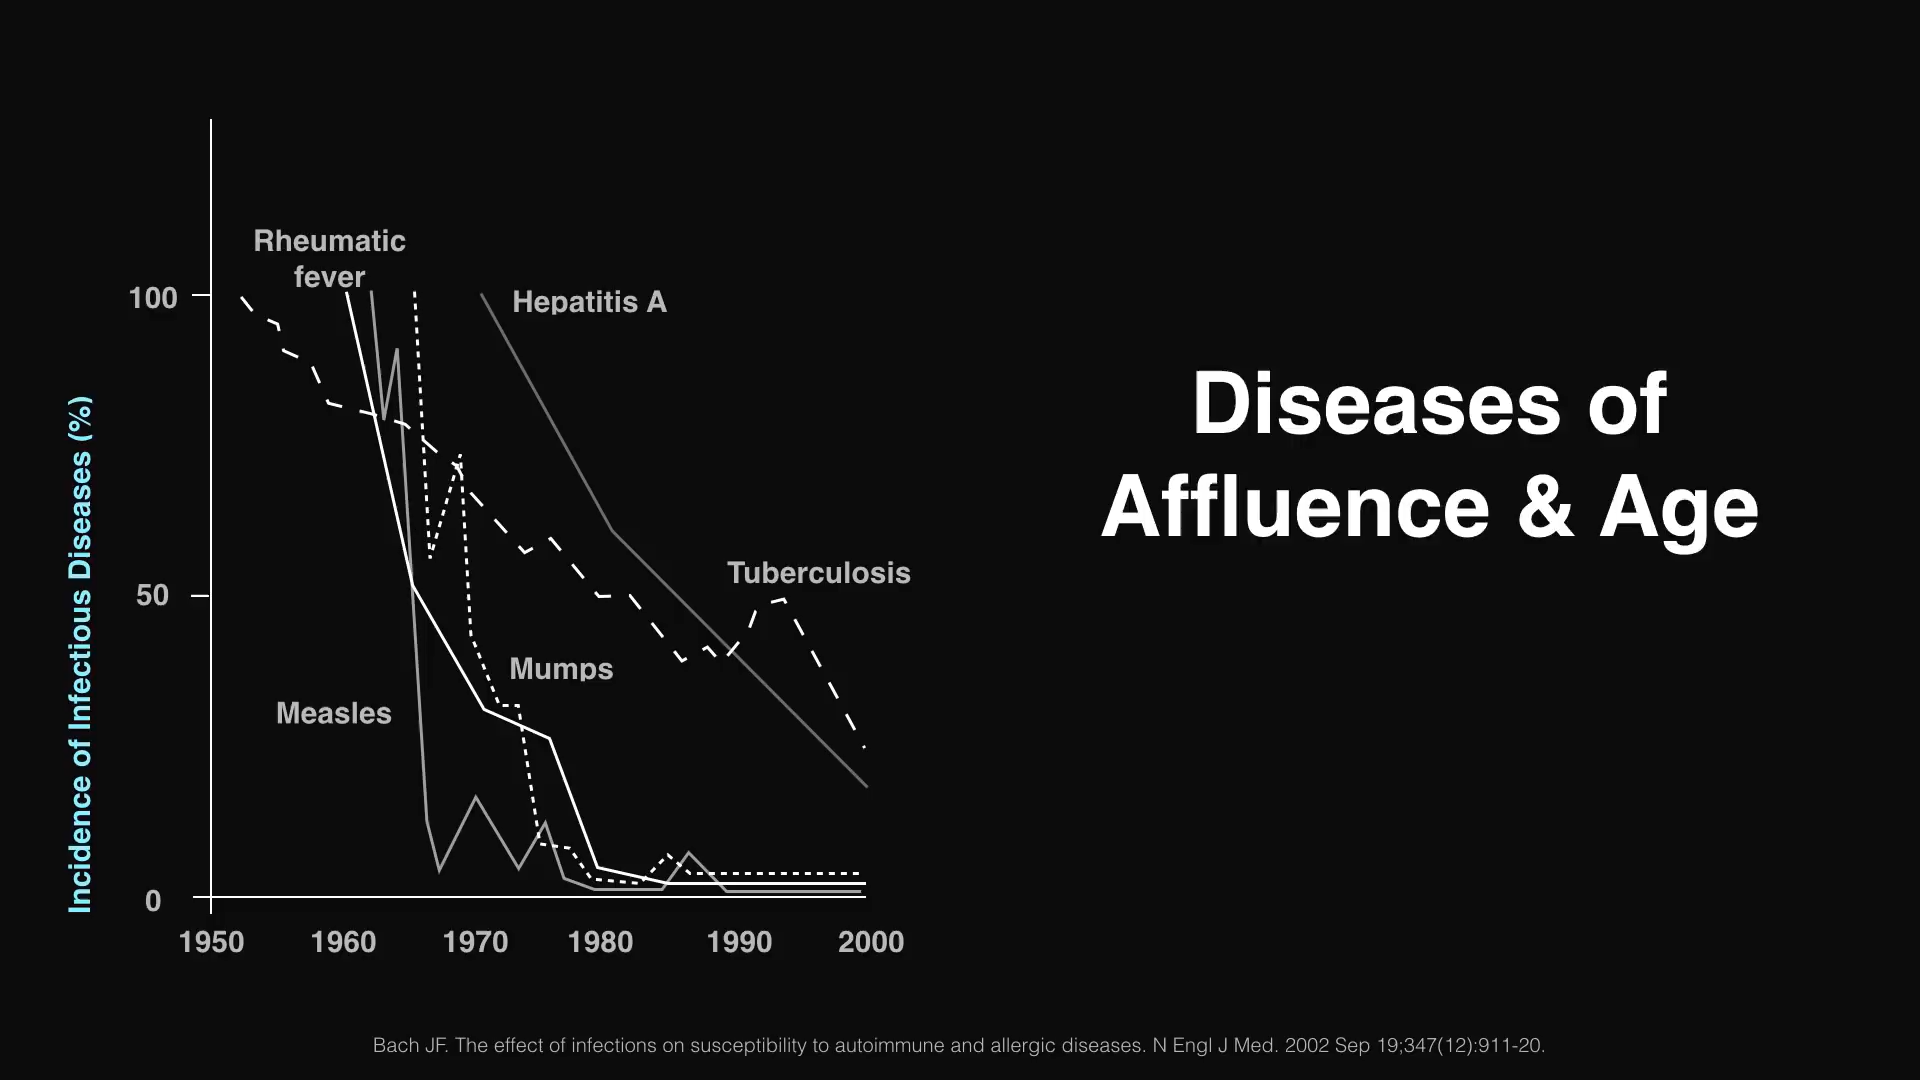 Rheumatic
fever
100
Hepatitis A
Incidence of Infectious Diseases (%)
50
Tuberculosis
Mumps
Measles
0
1950 1960 1970 1980 1990 2000
Diseases of
Affluence & Age
Bach JF. The effect of infections on susceptibility to autoimmune and allergic diseases. N Engl J Med. 2002 Sep 19;347(12):911-20.